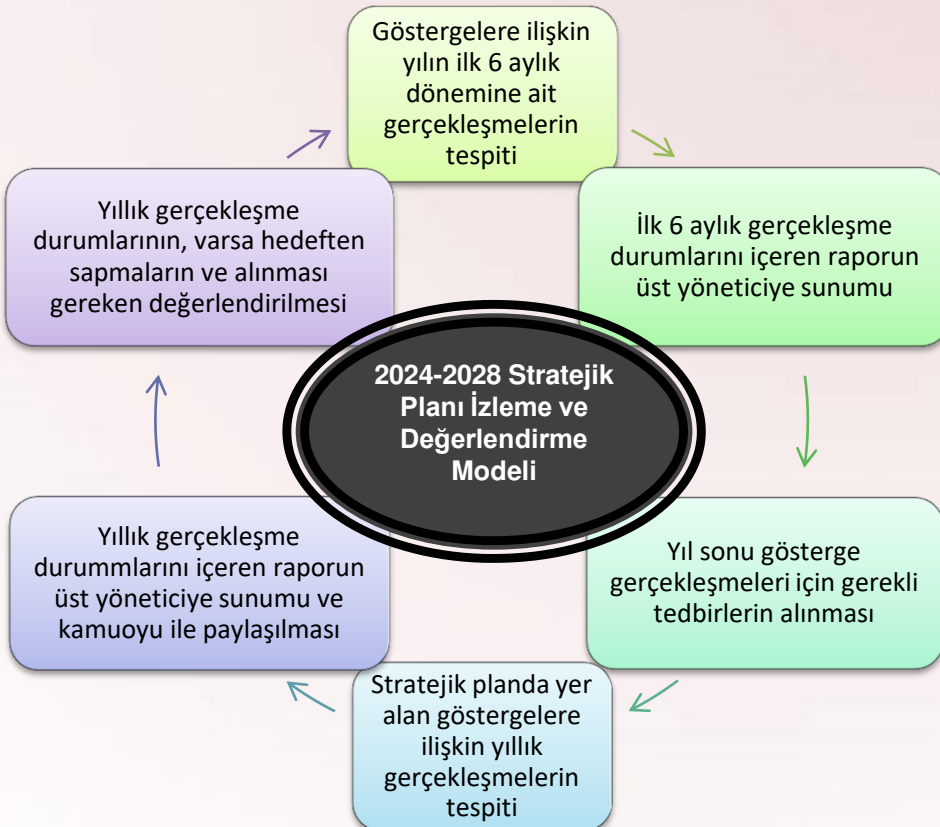 Göstergelere ilişkin
yılın ilk 6 aylık
dönemine ait
gerçekleşmelerin
tespiti
İlk 6 aylık gerçekleşme
durumlarını içeren raporun
üst yöneticiye sunumu
Yıl sonu gösterge
gerçekleşmeleri için gerekli
tedbirlerin alınması
Stratejik planda yer
alan göstergelere
ilişkin yıllık
gerçekleşmelerin
tespiti
Yıllık gerçekleşme
durummlarını içeren raporun
üst yöneticiye sunumu ve
kamuoyu ile paylaşılması
Yıllık gerçekleşme
durumlarının, varsa hedeften
sapmaların ve alınması
gereken değerlendirilmesi
2024-2028 Stratejik
Planı İzleme ve
Değerlendirme
Modeli